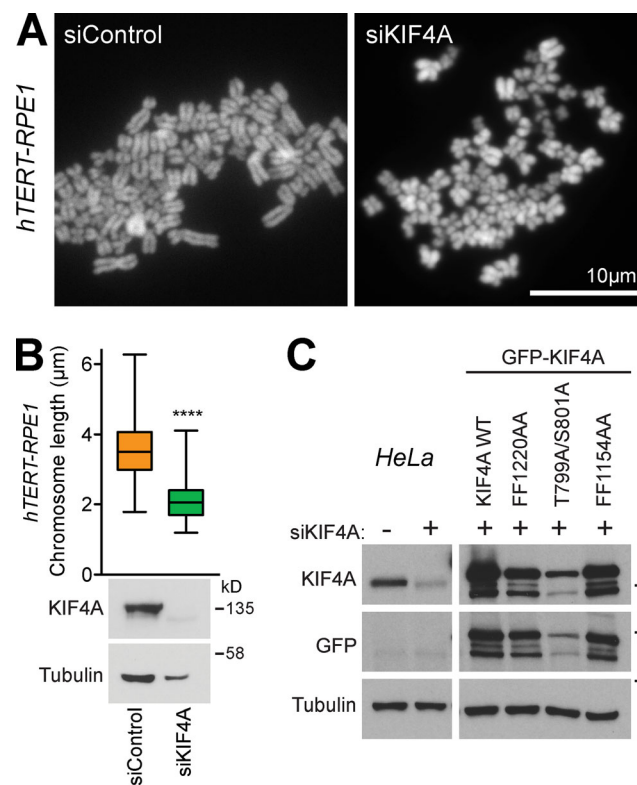 A
siControl
siKIF4A
hTERT-RPE1
10μm
B
hTERT-RPE1
Chromosome length (μm)
6
4
2
0
****
kD
KIF4A
135
58
Tubulin
siControl
siKIF4A
C
GFP-KIF4A
HeLa
KIF4A WT
FF1220AA
T799A/S801A
FF1154AA
siKIF4A: - + + + + +
KIF4A
GFP
Tubulin